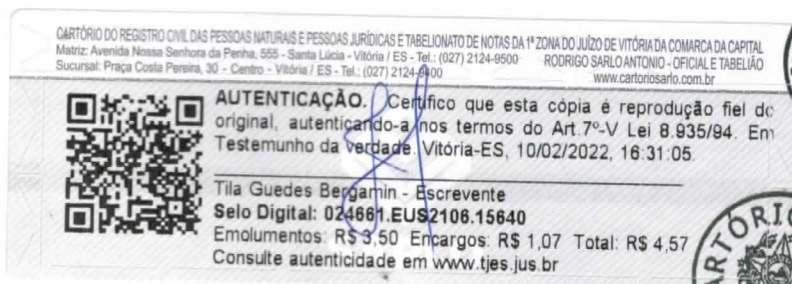 CARTÓRIO DO REGISTRO CIVIL DAS PESSOAS NATURAIS E PESSOAS JURÍDICAS E TABELIONATO DE NOTAS DA 1ª ZONA DO JUÍZO DE VITÓRIA DA COMARCA DA CAPITAL
Matriz: Avenida Nossa Senhora da Penha, 555 - Santa Lúcia - Vitória / ES - Tel.: (027) 2124-9500 RODRIGO SARLO ANTONIO - OFICIAL E TABELIÃO
Sucursal: Praça Costa Pereira, 30 - Centro - Vitória / ES - Tel.: (027) 2124-9400 www.cartoriosarlo.com.br
AUTENTICAÇÃO. Certifico que esta cópia é reprodução fiel do
original, autenticando-a nos termos do Art.7º-V Lei 8.935/94. Em
Testemunho da verdade. Vitória-ES, 10/02/2022, 16:31:05.
Tila Guedes Bergamin - Escrevente
Selo Digital: 024661.EUS2106.15640
Emolumentos: R$ 3,50 Encargos: R$ 1,07 Total: R$ 4,57
Consulte autenticidade em www.tjes.jus.br
CARTÓRIO